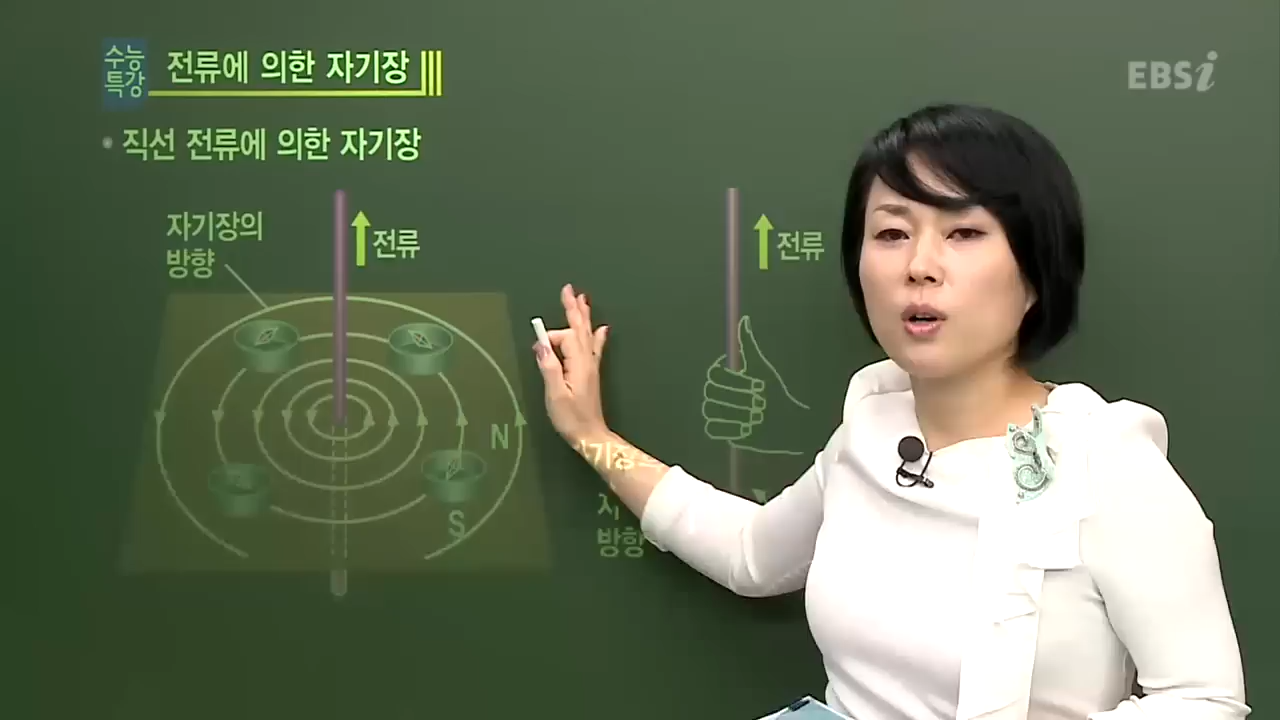 수능
특강
전류에 의한 자기장
EBSi
• 직선 전류에 의한 자기장
자기장의
방향
전류
전류
N
S
방향